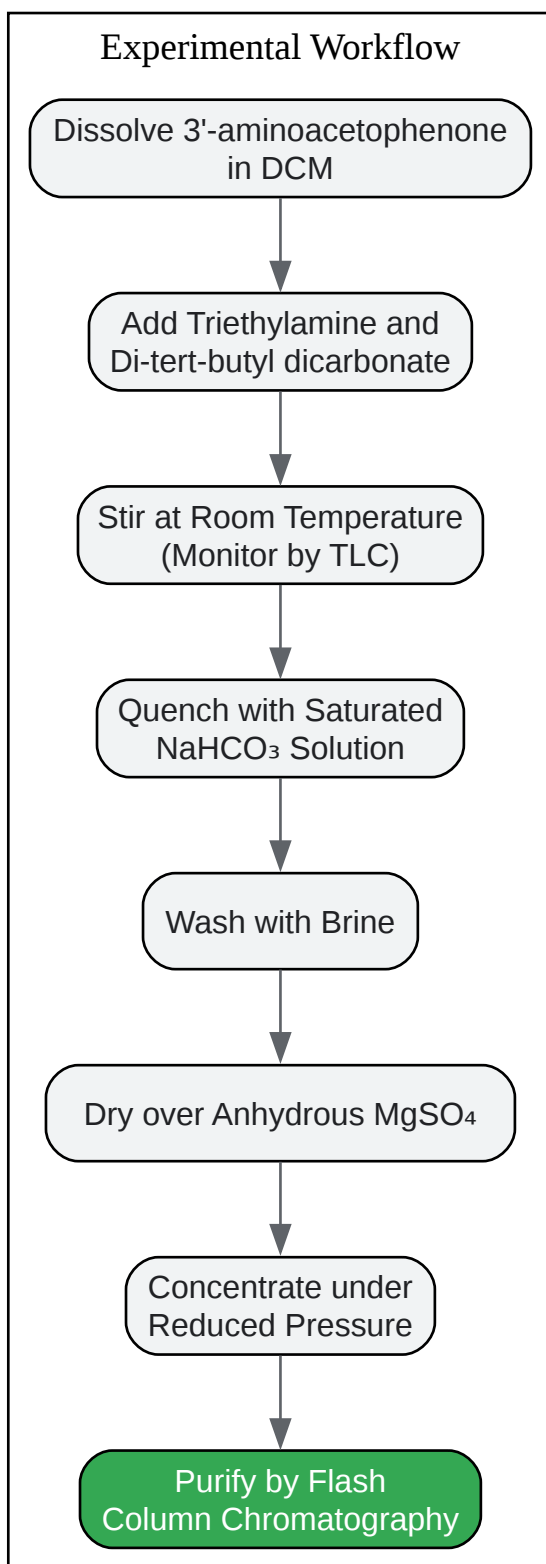 Experimental Workflow
Dissolve 3'-aminoacetophenone
in DCM
Add Triethylamine and
Di-tert-butyl dicarbonate
Stir at Room Temperature
(Monitor by TLC)
Quench with Saturated
NaHCO₃ Solution
Wash with Brine
Dry over Anhydrous MgSO₄
Concentrate under
Reduced Pressure
Purify by Flash
Column Chromatography